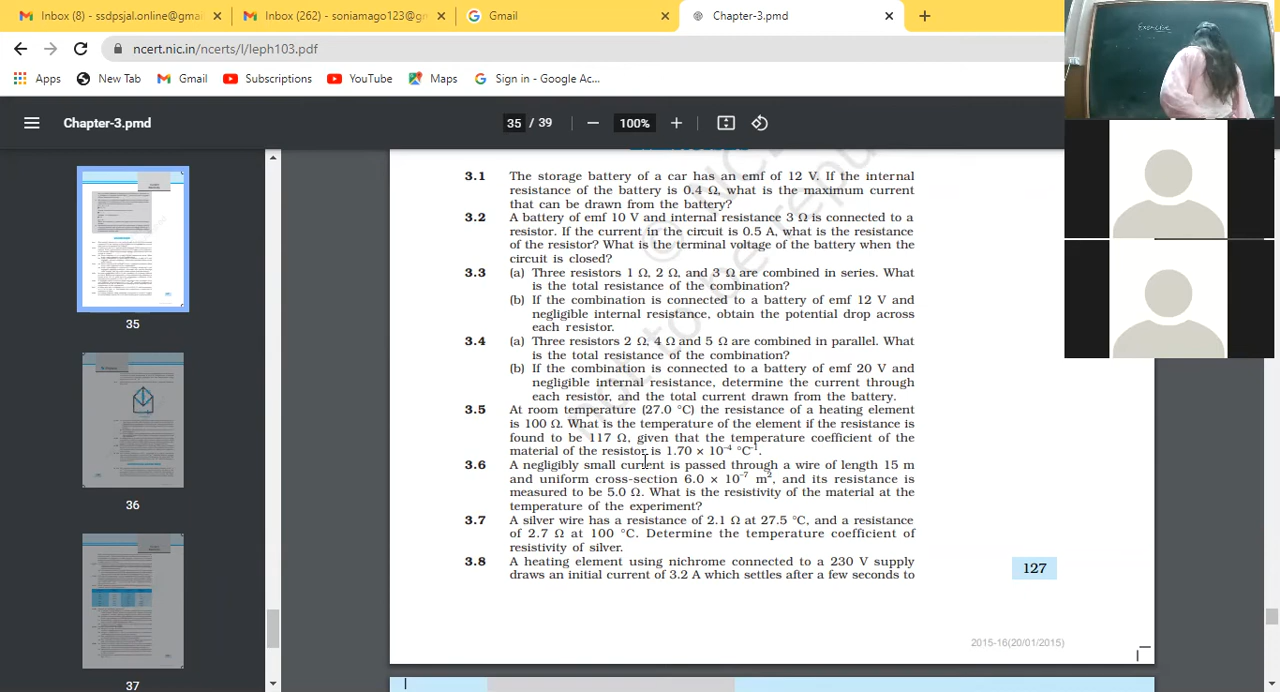 Inbox (8) - ssdpsjal.online@gma
Inbox (262) - soniamago123@g
Gmail
Chapter-3.pmd
ncert.nic.in/ncerts/l/leph103.pdf
Apps
New Tab
Gmail
Subscriptions
YouTube
Maps
Sign in - Google Ac...
Chapter-3.pmd
35 / 39
100%
3.1 The storage battery of a car has an emf of 12 V. If the internal
resistance of the battery is 0.4 Ω, what is the maximum current
that can be drawn from the battery?
3.2 A battery of emf 10 V and internal resistance 3 Ω is connected to a
resistor. If the current in the circuit is 0.5 A, what is the resistance
of the resistor? What is the terminal voltage of the battery when the
circuit is closed?
3.3 (a) Three resistors 1 Ω, 2 Ω, and 3 Ω are combined in series. What
is the total resistance of the combination?
(b) If the combination is connected to a battery of emf 12 V and
negligible internal resistance, obtain the potential drop across
each resistor.
3.4 (a) Three resistors 2 Ω, 4 Ω and 5 Ω are combined in parallel. What
is the total resistance of the combination?
(b) If the combination is connected to a battery of emf 20 V and
negligible internal resistance, determine the current through
each resistor, and the total current drawn from the battery.
3.5 At room temperature (27.0 °C) the resistance of a heating element
is 100 Ω. What is the temperature of the element if the resistance is
found to be 117 Ω, given that the temperature coefficient of the
material of the resistor is 1.70 × 10⁻⁴ °C⁻¹.
3.6 A negligibly small current is passed through a wire of length 15 m
and uniform cross-section 6.0 × 10⁻⁷ m², and its resistance is
measured to be 5.0 Ω. What is the resistivity of the material at the
temperature of the experiment?
3.7 A silver wire has a resistance of 2.1 Ω at 27.5 °C, and a resistance
of 2.7 Ω at 100 °C. Determine the temperature coefficient of
resistivity of silver.
3.8 A heating element using nichrome connected to a 230 V supply
draws an initial current of 3.2 A which settles after a few seconds to
127
2015-16(20/01/2015)
35
36
37
Exercise